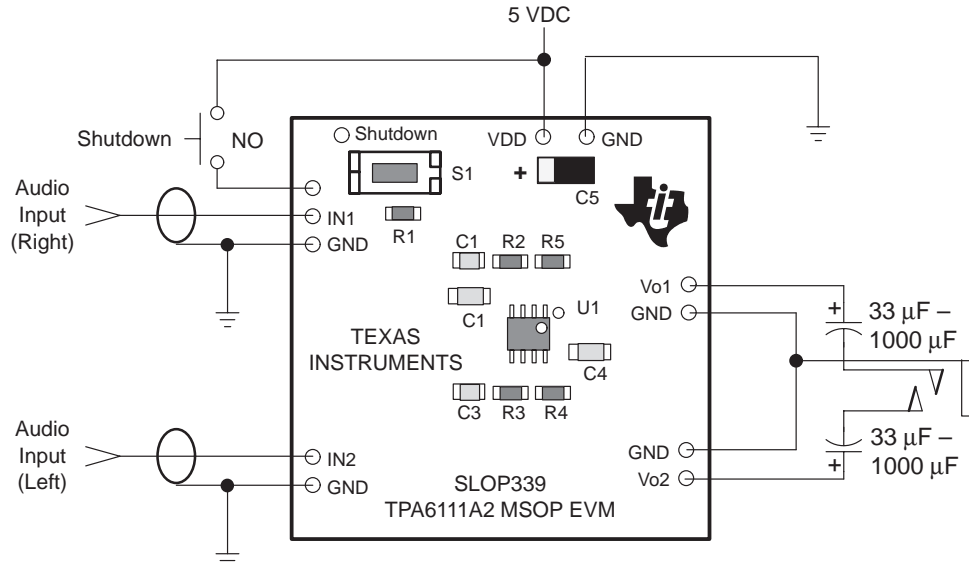 5 VDC
Shutdown
NO
Shutdown
VDD
GND
S1
+
C5
Audio
Input
(Right)
IN1
GND
R1
C1
R2
R5
Vo1
GND
+
33 µF –
1000 µF
C1
U1
TEXAS
INSTRUMENTS
C4
C3
R3
R4
Audio
Input
(Left)
IN2
GND
GND
Vo2
+
33 µF –
1000 µF
SLOP339
TPA6111A2 MSOP EVM